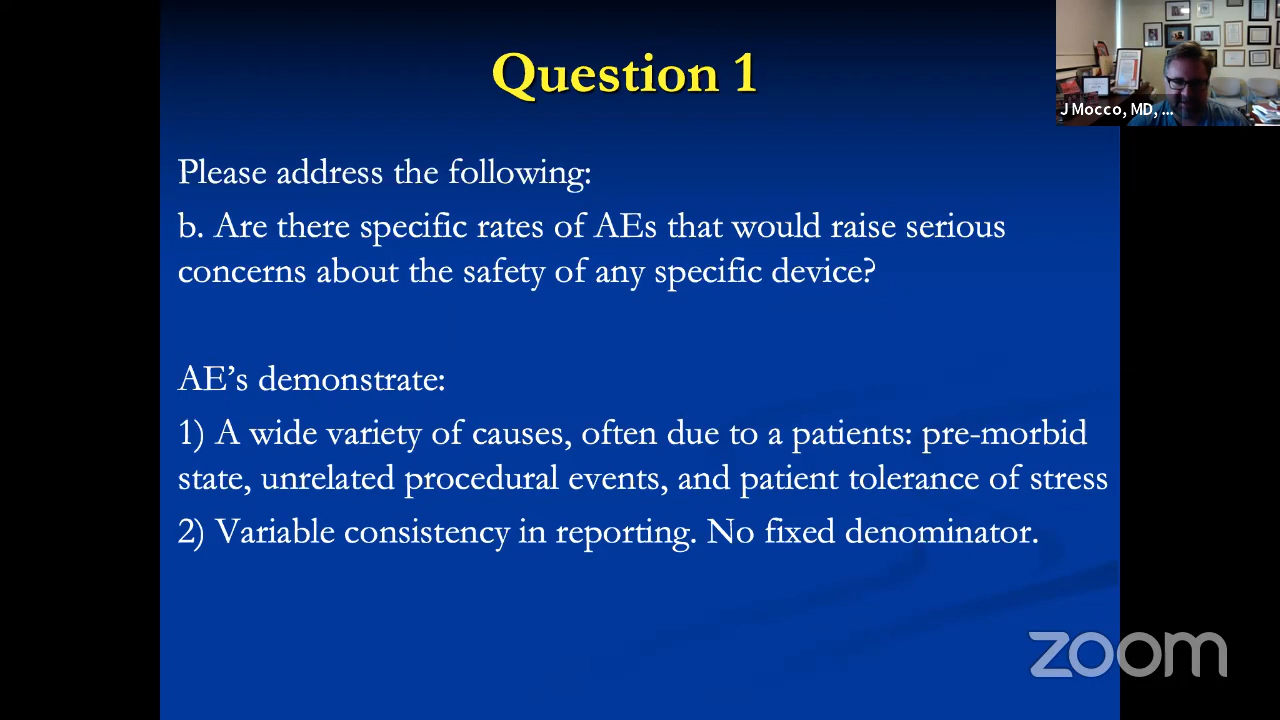 Question 1
J Mocco, MD, ...
Please address the following:
b. Are there specific rates of AEs that would raise serious
concerns about the safety of any specific device?
AE’s demonstrate:
1) A wide variety of causes, often due to a patients: pre-morbid
state, unrelated procedural events, and patient tolerance of stress
2) Variable consistency in reporting. No fixed denominator.
zoom